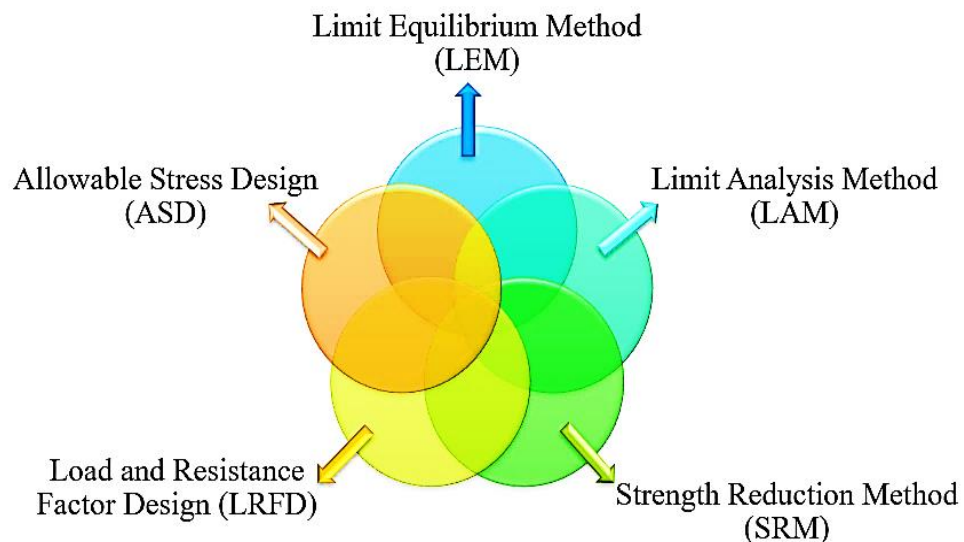 Limit Equilibrium Method
(LEM)
Allowable Stress Design
(ASD)
Limit Analysis Method
(LAM)
Load and Resistance
Factor Design (LRFD)
Strength Reduction Method
(SRM)